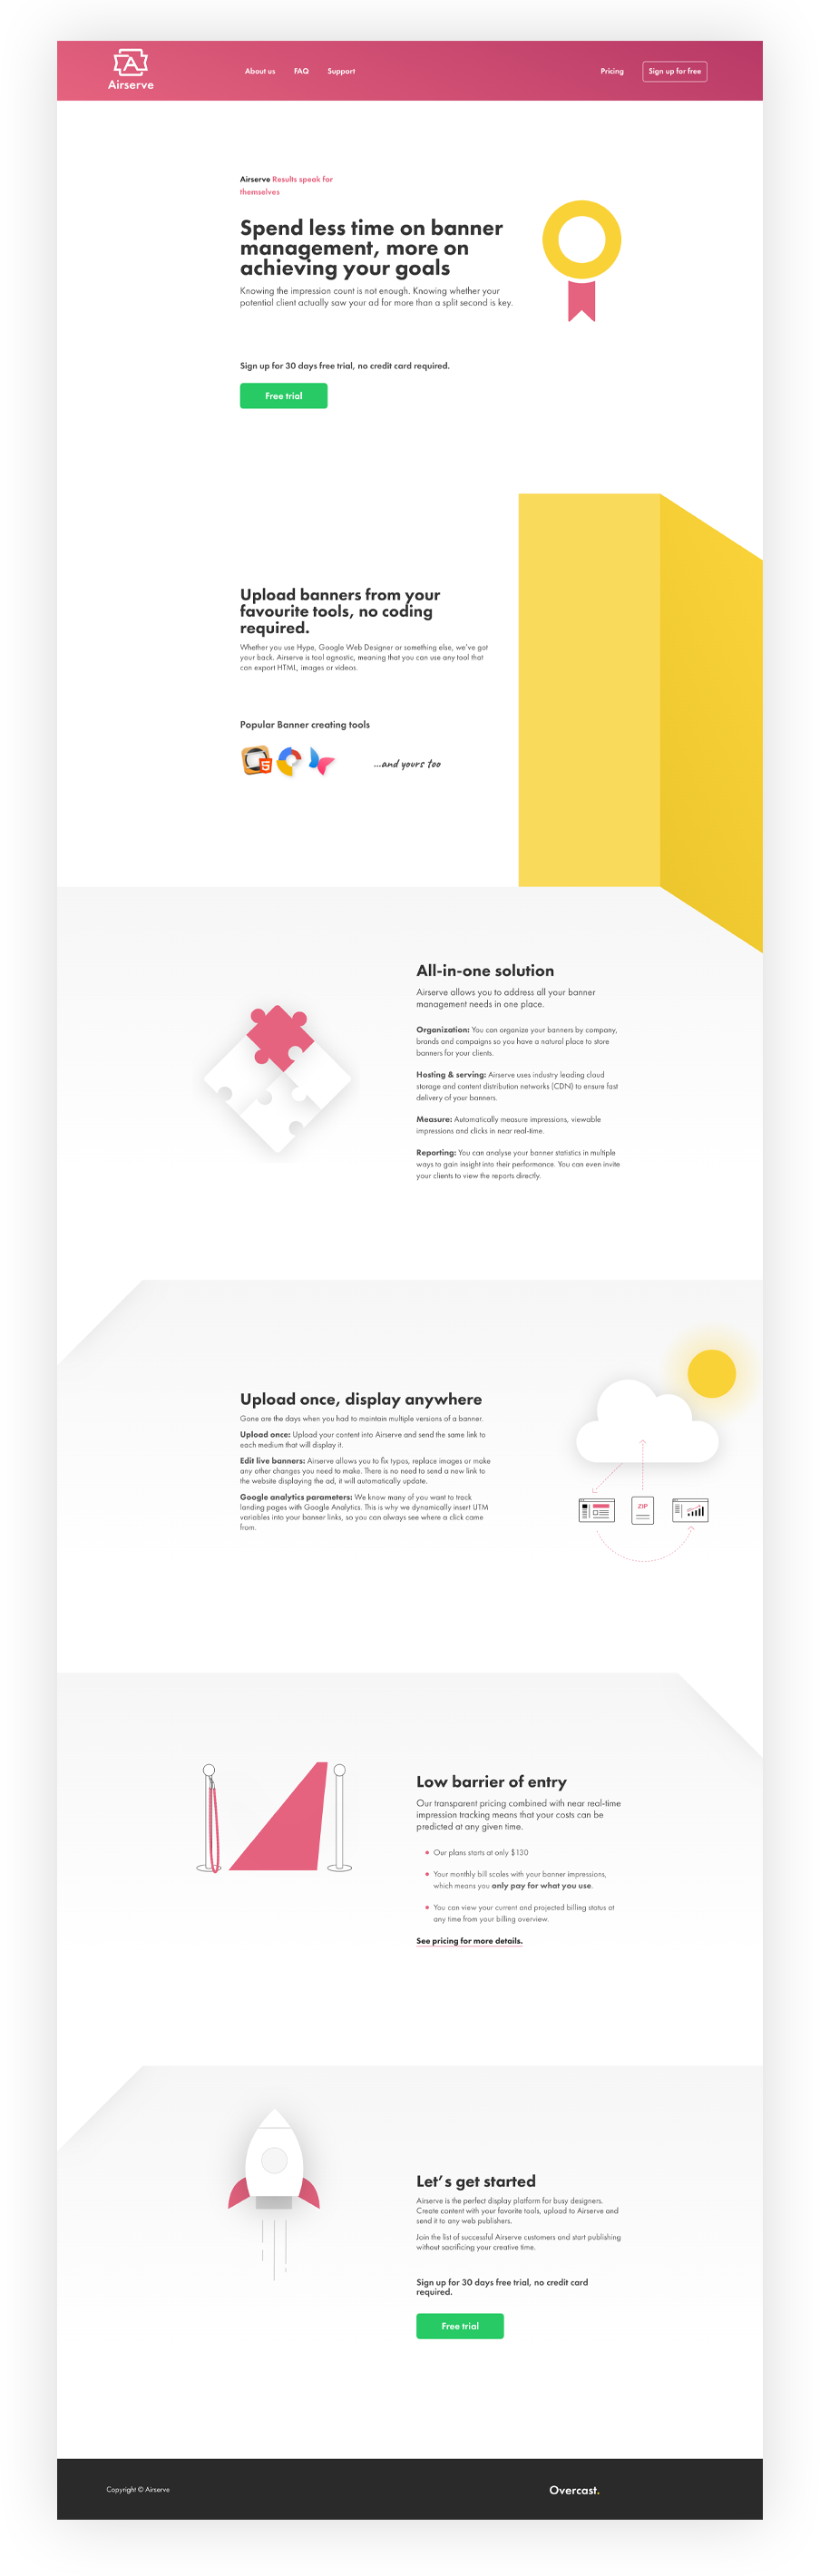 A
Airserve
About us
FAQ
Support
Pricing
Sign up for free
Airserve Results speak for
themselves
Spend less time on banner
management, more on
achieving your goals
Knowing the impression count is not enough. Knowing whether your
potential client actually saw your ad for more than a split second is key.
Sign up for 30 days free trial, no credit card required.
Free trial
Upload banners from your
favourite tools, no coding
required.
Whether you use Hype, Google Web Designer or something else, we've got
your back. Airserve is tool agnostic, meaning that you can use any tool that
can export HTML, images or videos.
Popular Banner creating tools
5
...and yours too
All-in-one solution
Airserve allows you to address all your banner
management needs in one place.
Organization: You can organize your banners by company,
brands and campaigns so you have a natural place to store
banners for your clients.
Hosting & serving: Airserve uses industry leading cloud
storage and content distribution networks (CDN) to ensure fast
delivery of your banners.
Measure: Automatically measure impressions, viewable
impressions and clicks in near real-time.
Reporting: You can analyse your banner statistics in multiple
ways to gain insight into their performance. You can even invite
your clients to view the reports directly.
Upload once, display anywhere
Gone are the days when you had to maintain multiple versions of a banner.
Upload once: Upload your content into Airserve and send the same link to
each medium that will display it.
Edit live banners: Airserve allows you to fix typos, replace images or make
any other changes you need to make. There is no need to send a new link to
the website displaying the ad, it will automatically update.
Google analytics parameters: We know many of you want to track
landing pages with Google Analytics. This is why we dynamically insert UTM
variables into your banner links, so you can always see where a click came
from.
ZIP
Low barrier of entry
Our transparent pricing combined with near real-time
impression tracking means that your costs can be
predicted at any given time.
Our plans starts at only $130
Your monthly bill scales with your banner impressions,
which means you only pay for what you use.
You can view your current and projected billing status at
any time from your billing overview.
See pricing for more details.
Let's get started
Airserve is the perfect display platform for busy designers.
Create content with your favorite tools, upload to Airserve and
send it to any web publishers.
Join the list of successful Airserve customers and start publishing
without sacrificing your creative time.
Sign up for 30 days free trial, no credit card
required.
Free trial
Copyright © Airserve
Overcast.